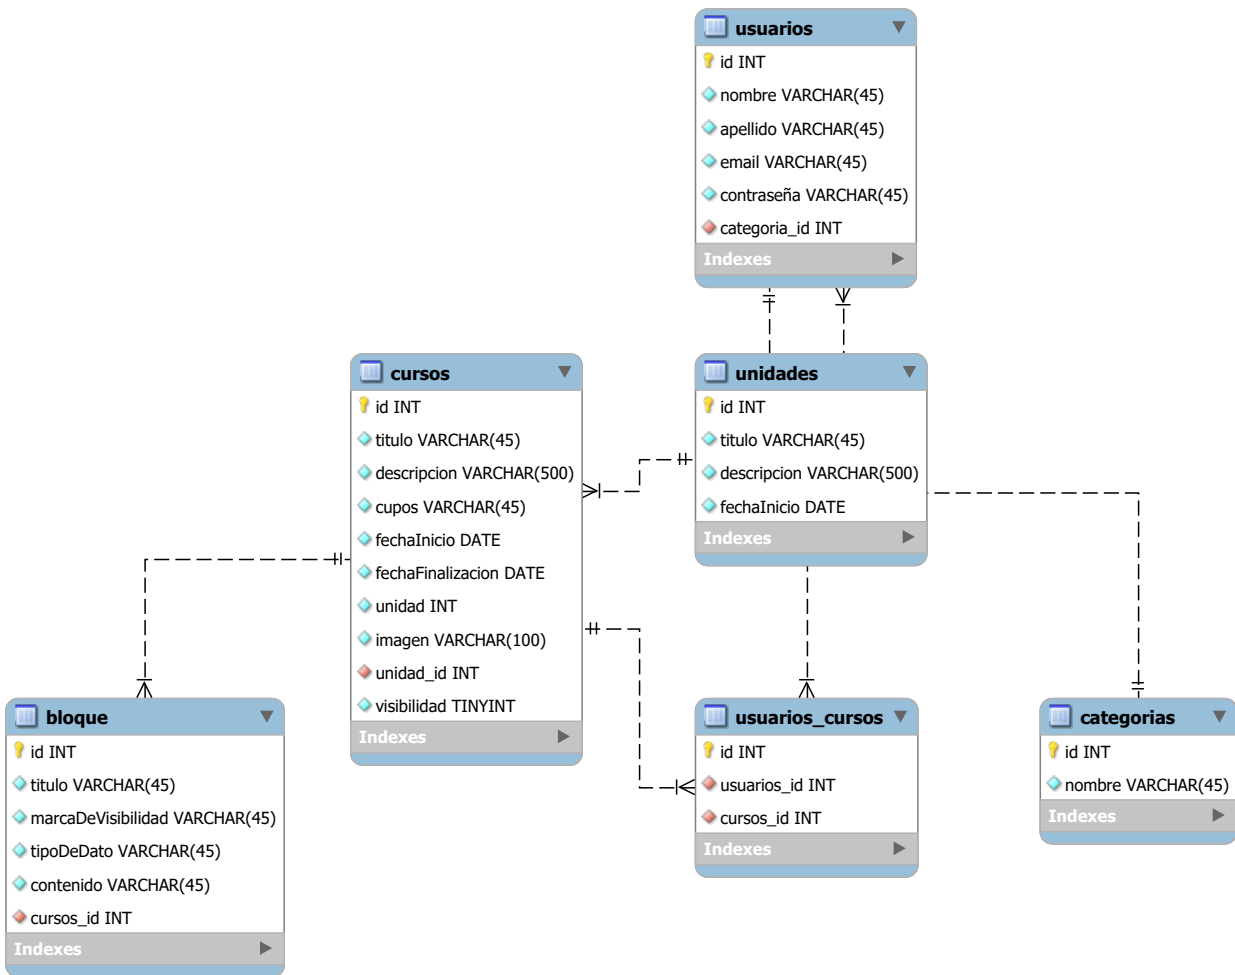 usuarios
id INT
nombre VARCHAR(45)
apellido VARCHAR(45)
email VARCHAR(45)
contraseña VARCHAR(45)
categoria_id INT
Indexes
cursos
id INT
titulo VARCHAR(45)
descripcion VARCHAR(500)
cupos VARCHAR(45)
fechaInicio DATE
fechaFinalizacion DATE
unidad INT
imagen VARCHAR(100)
unidad_id INT
visibilidad TINYINT
Indexes
unidades
id INT
titulo VARCHAR(45)
descripcion VARCHAR(500)
fechaInicio DATE
Indexes
bloque
id INT
titulo VARCHAR(45)
marcaDeVisibilidad VARCHAR(45)
tipoDeDato VARCHAR(45)
contenido VARCHAR(45)
cursos_id INT
Indexes
usuarios_cursos
id INT
usuarios_id INT
cursos_id INT
Indexes
categorias
id INT
nombre VARCHAR(45)
Indexes